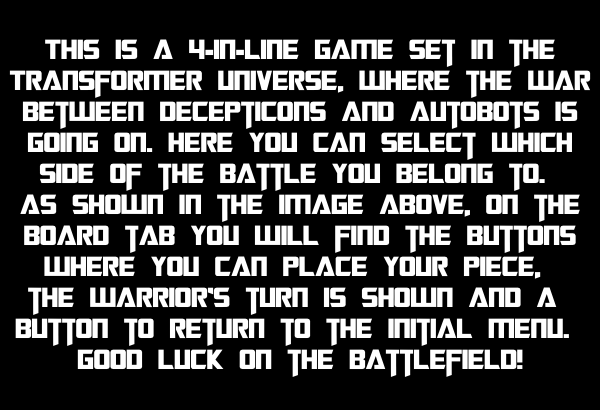 THIS IS A 4-IN-LINE GAME SET IN THE
TRANSFORMER UNIVERSE, WHERE THE WAR
BETWEEN DECEPTICONS AND AUTOBOTS IS
GOING ON. HERE YOU CAN SELECT WHICH
SIDE OF THE BATTLE YOU BELONG TO.
AS SHOWN IN THE IMAGE ABOVE, ON THE
BOARD TAB YOU WILL FIND THE BUTTONS
WHERE YOU CAN PLACE YOUR PIECE,
THE WARRIOR'S TURN IS SHOWN AND A
BUTTON TO RETURN TO THE INITIAL MENU.
GOOD LUCK ON THE BATTLEFIELD!